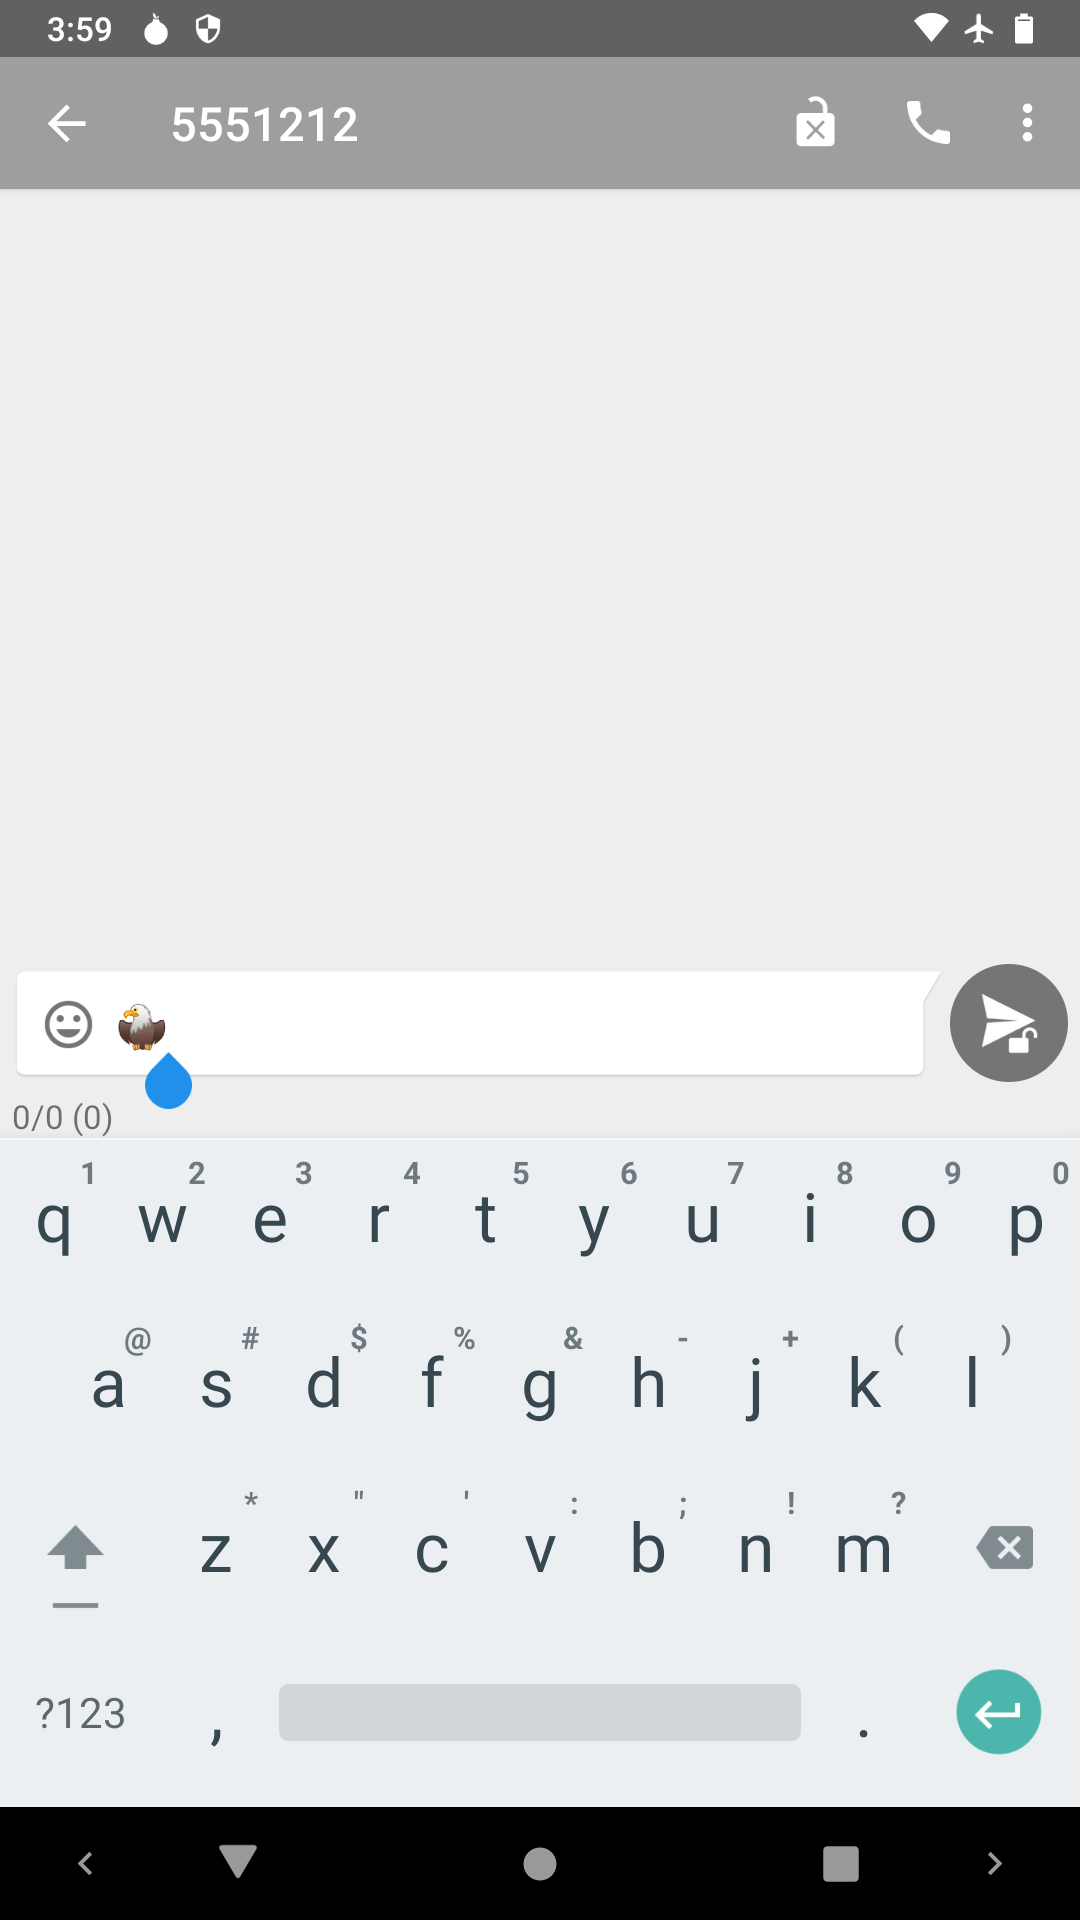 3:59
5551212
0/0 (0)
1 2 3 4 5 6 7 8 9 0
q w e r t y u i o p
@ # $ % & - + ( )
a s d f g h j k l
* " ' : ; ! ?
z x c v b n m
?123 , .